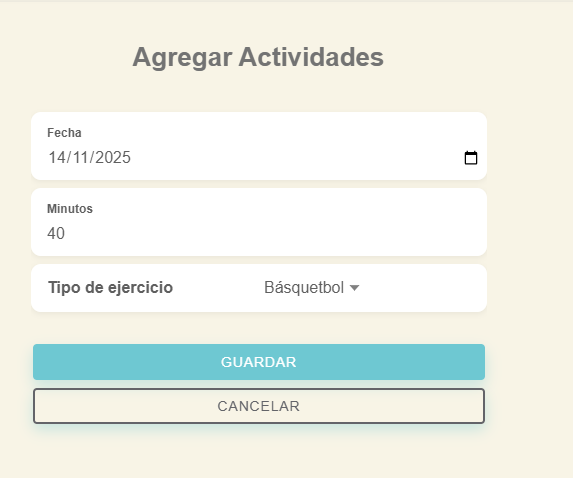 Agregar Actividades
Fecha
14/11/2025
Minutos
40
Tipo de ejercicio Básquetbol
GUARDAR
CANCELAR